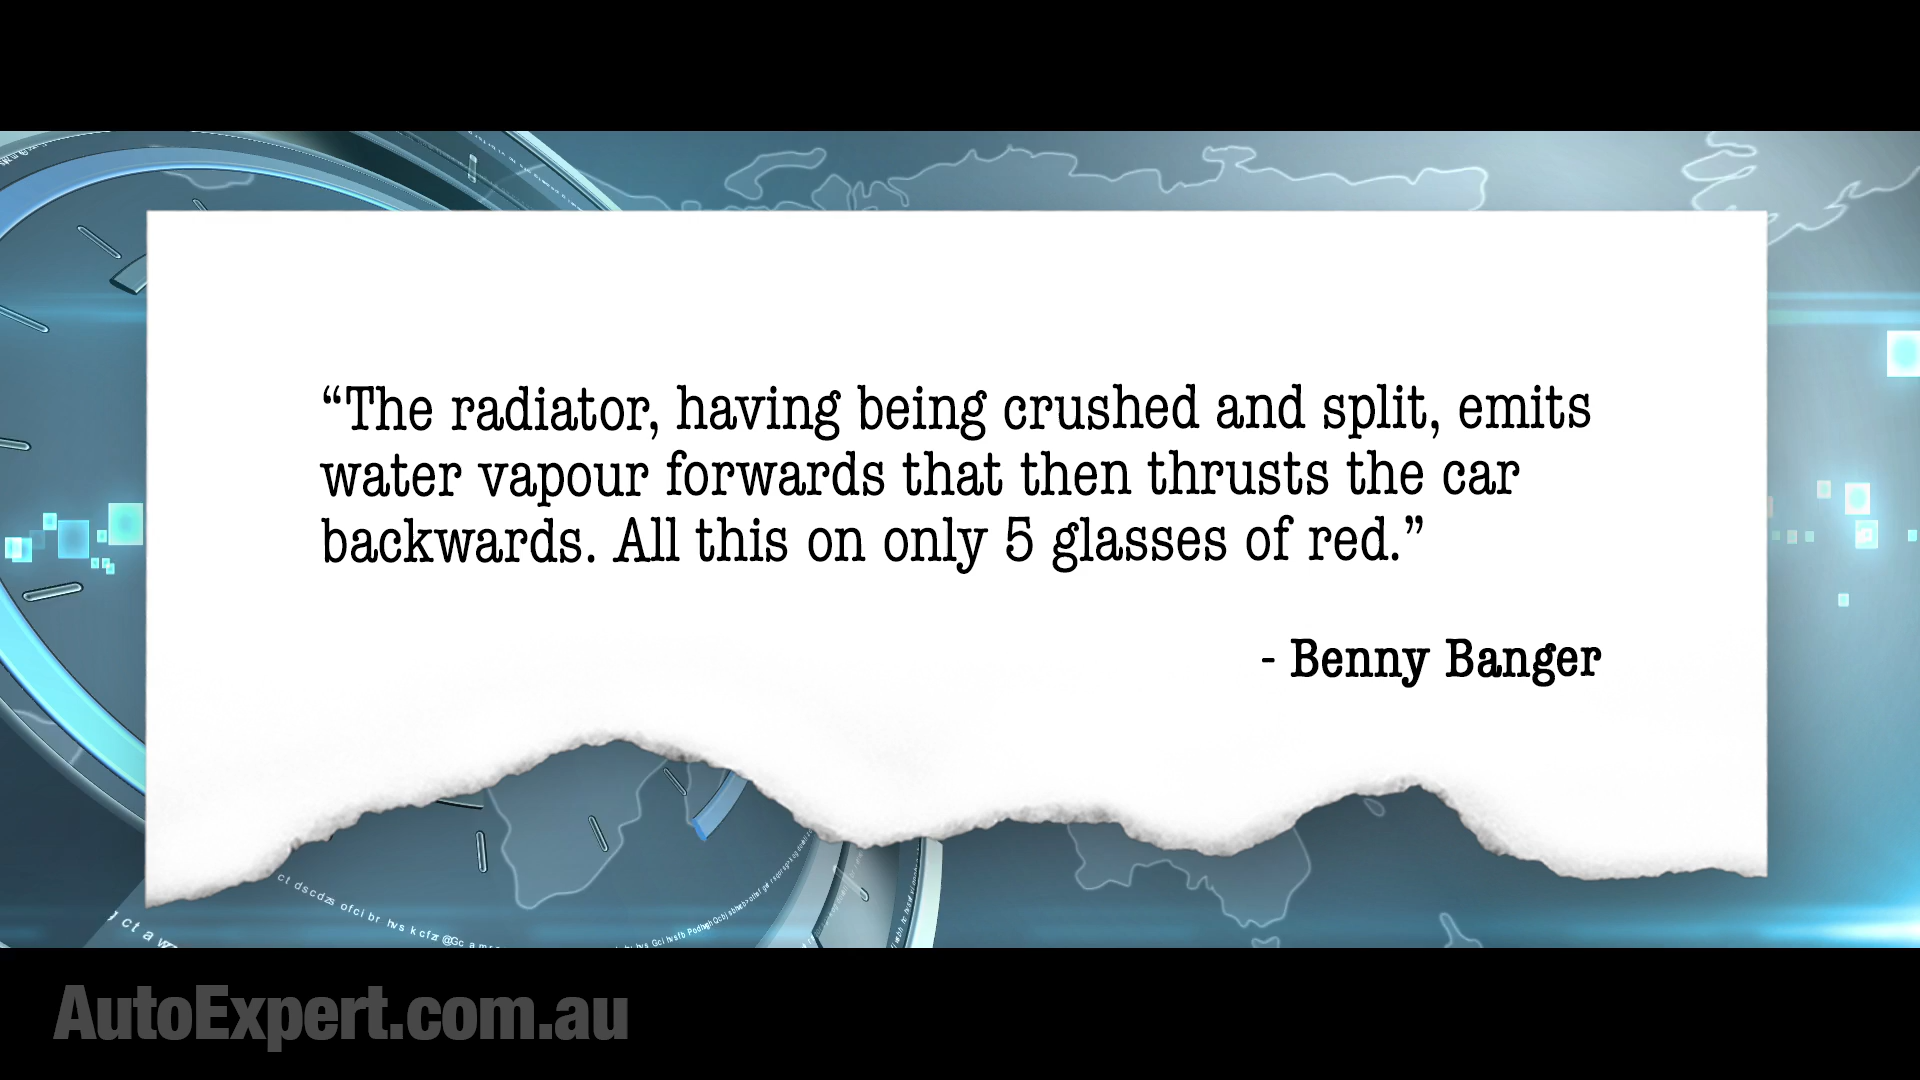 “The radiator, having being crushed and split, emits
water vapour forwards that then thrusts the car
backwards. All this on only 5 glasses of red.”
- Benny Banger
AutoExpert.com.au